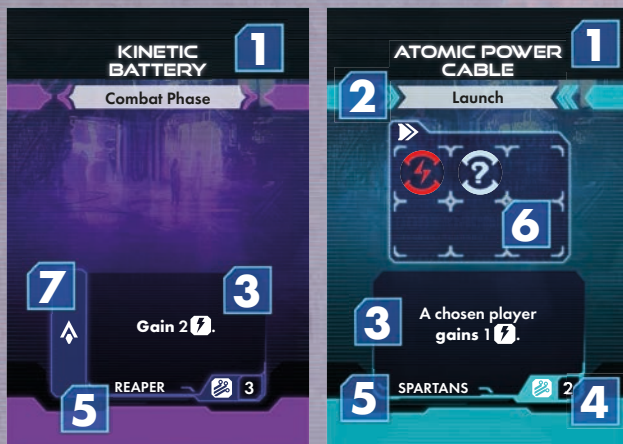 KINETIC
BATTERY
1
Combat Phase
7
3
Gain 2.
REAPER
3
5
ATOMIC POWER
CABLE
1
2
Launch
?
6
3
A chosen player
gains 1.
5
SPARTANS
2
4